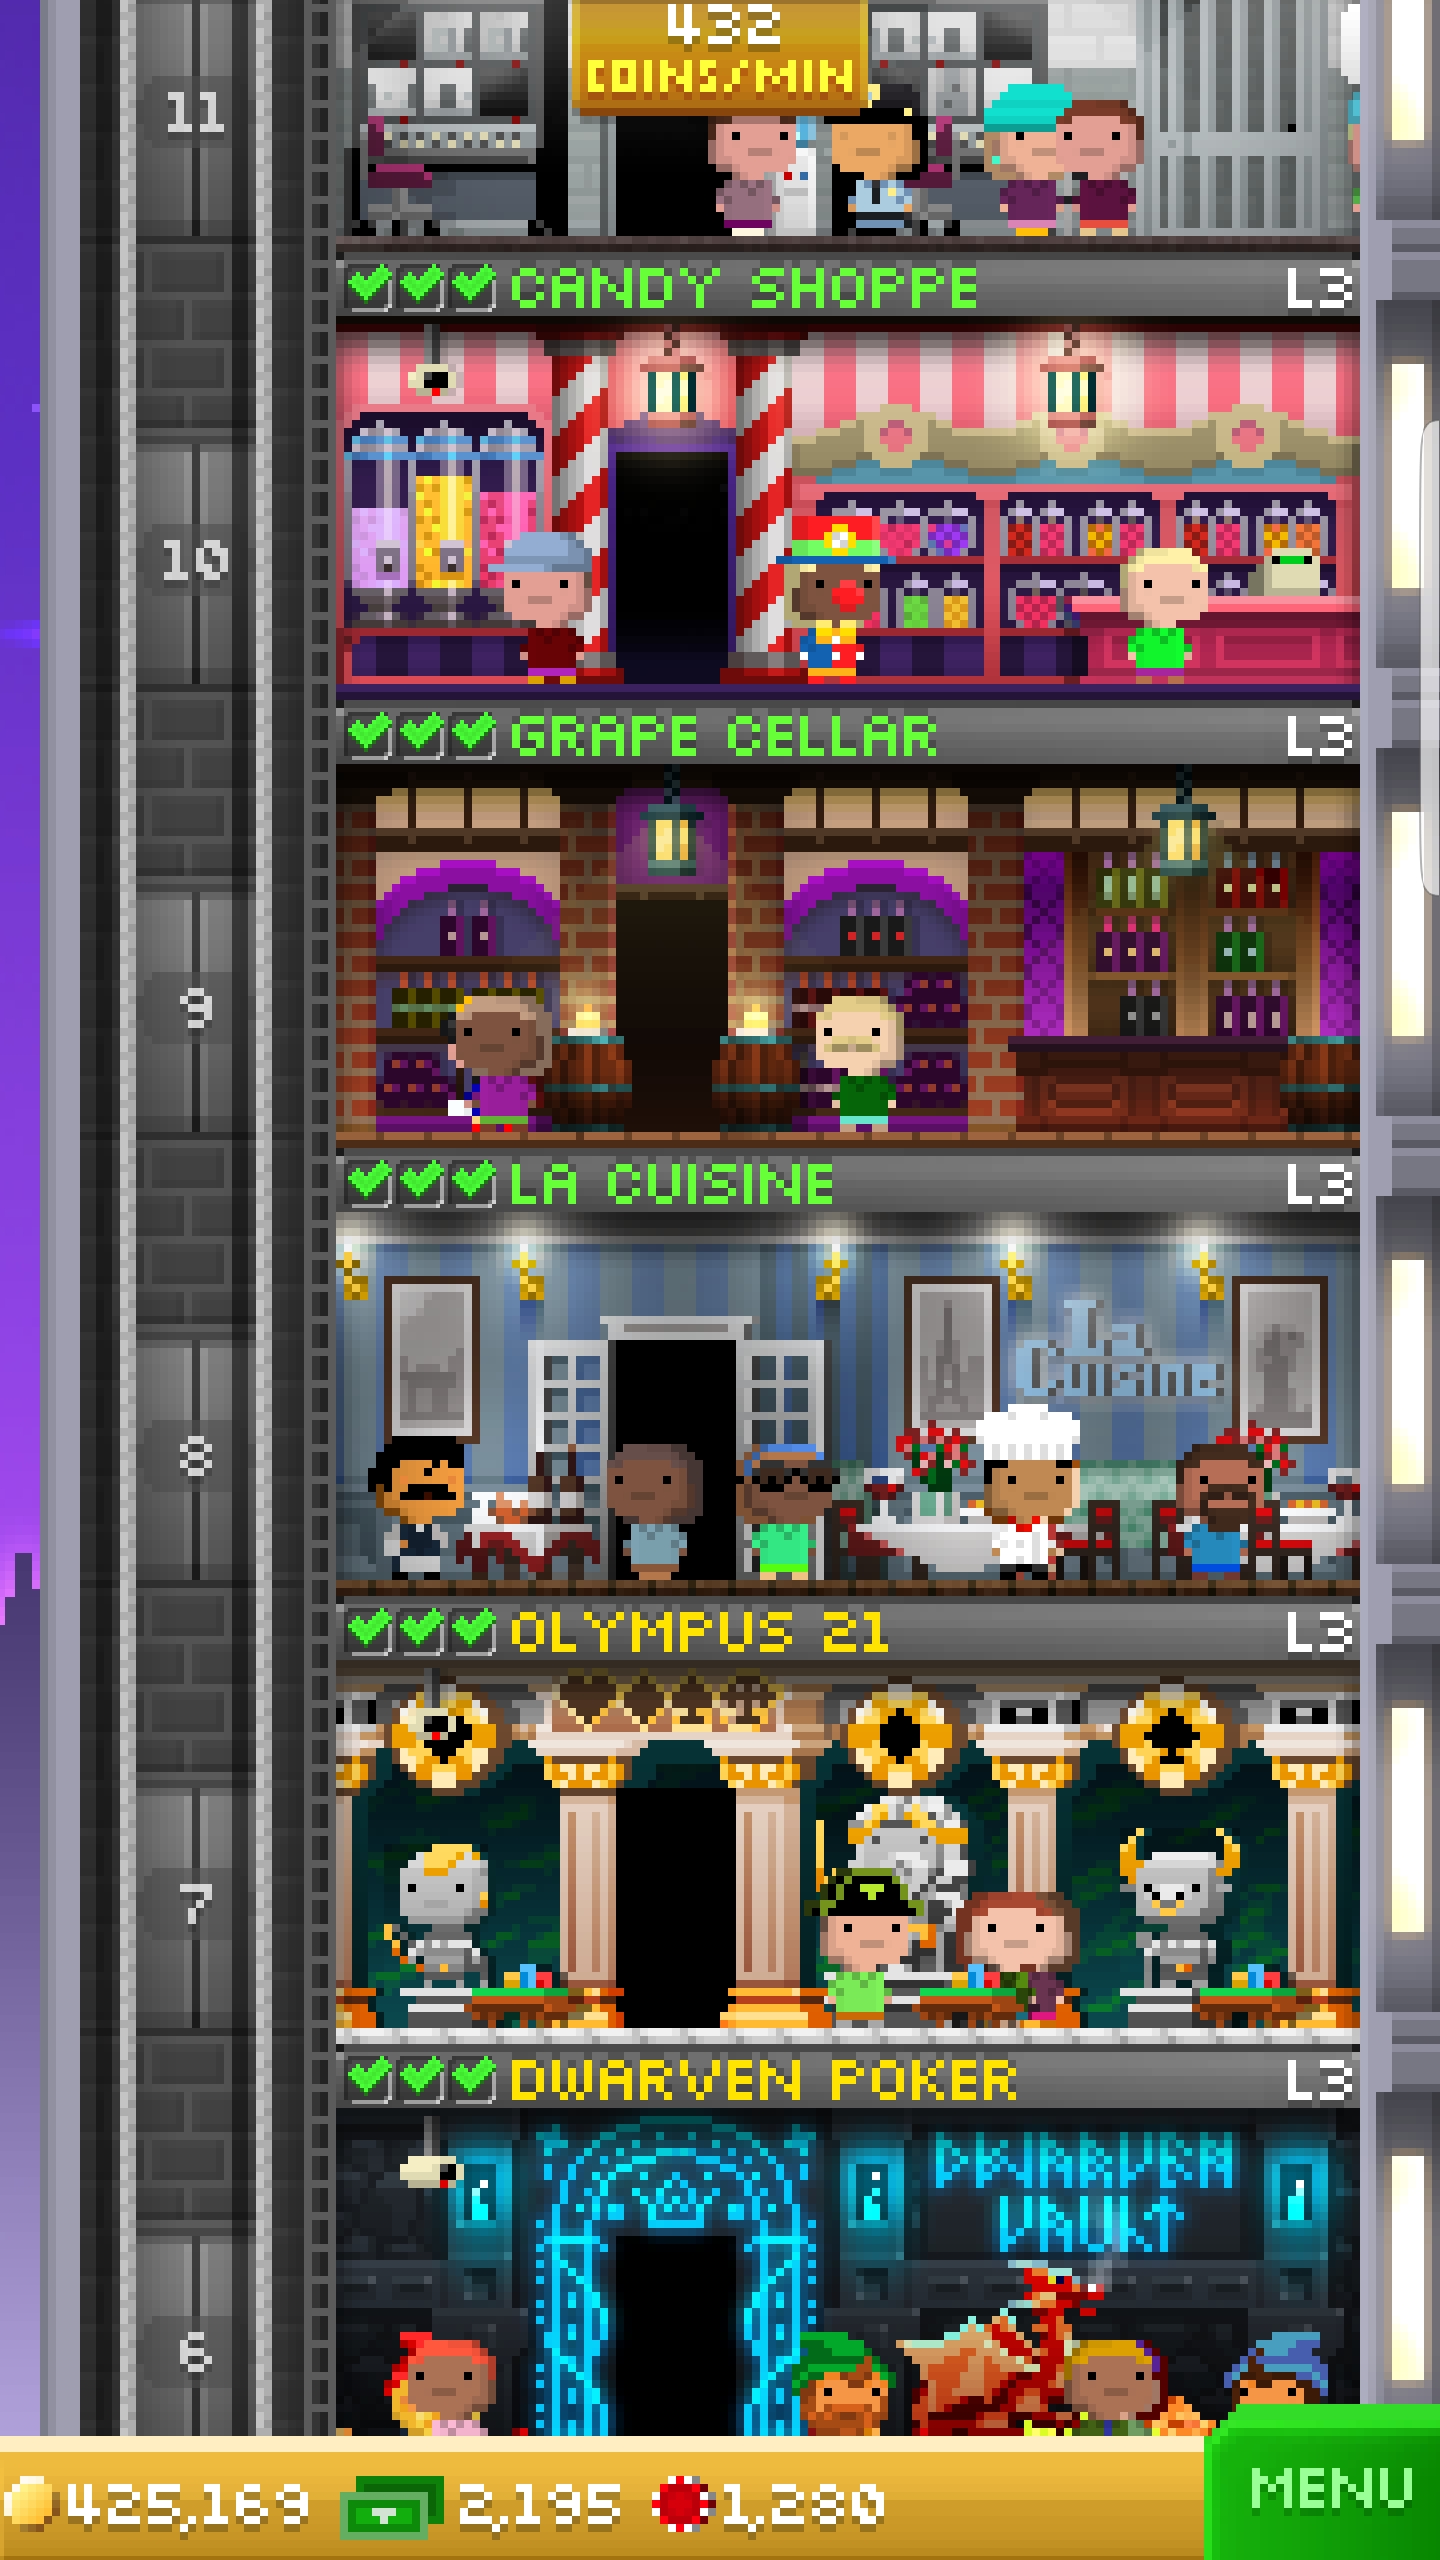 432
COINS/MIN
11
CANDY SHOPPE L3
10
GRAPE CELLAR L3
9
LA CUISINE L3
La
Cuisine
8
OLYMPUS 21 L3
7
DWARVEN POKER L3
DWARVEN
VAULT
6
425,169 2,195 1,280 MENU